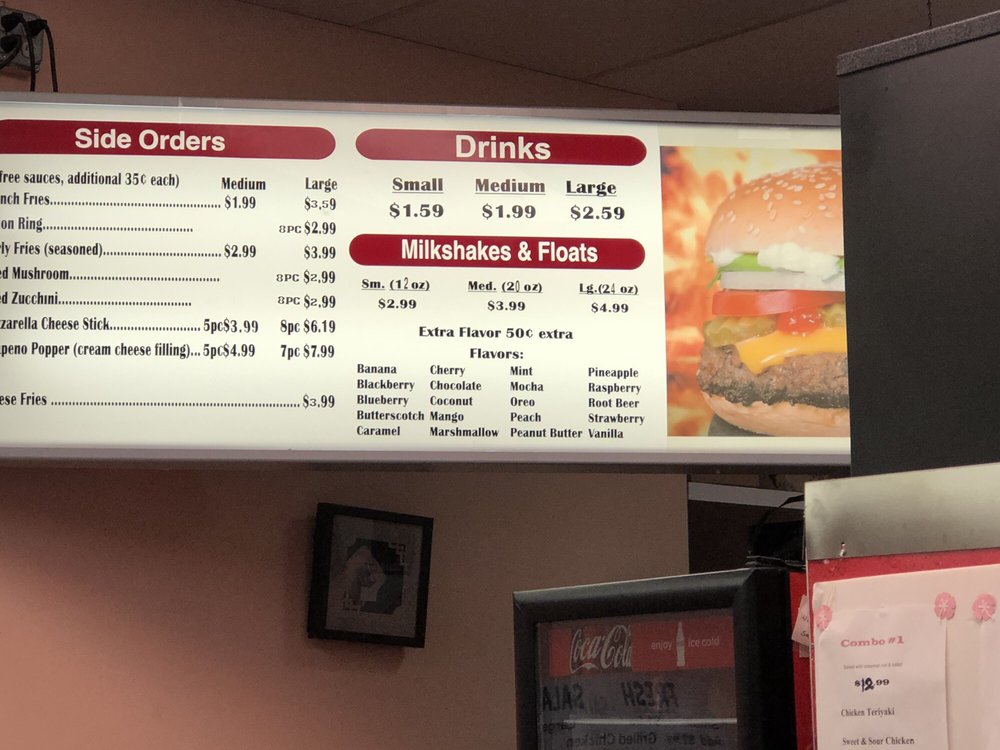 Side Orders
free sauces, additional 35¢ each)
Medium Large
nch Fries $1.99 $3,59
on Ring 8PC $2.99
ly Fries (seasoned) $2.99 $3.99
ed Mushroom 8PC $2,99
ed Zucchini 8PC $2,99
zarella Cheese Stick 5pc$3.99 8pc $6.19
peno Popper (cream cheese filling)... 5pc$4.99 7pc $7.99
ese Fries $3,99
Drinks
Small Medium Large
$1.59 $1.99 $2.59
Milkshakes & Floats
Sm. (12 oz) Med. (20 oz) Lg.(24 oz)
$2.99 $3.99 $4.99
Extra Flavor 50¢ extra
Flavors:
Banana Cherry Mint Pineapple
Blackberry Chocolate Mocha Raspberry
Blueberry Coconut Oreo Root Beer
Butterscotch Mango Peach Strawberry
Caramel Marshmallow Peanut Butter Vanilla
Coca-Cola enjoy ice cold
FRESH SALA
Grilled Chicken
Combo #1
$12.99
Chicken Teriyaki
Sweet & Sour Chicken